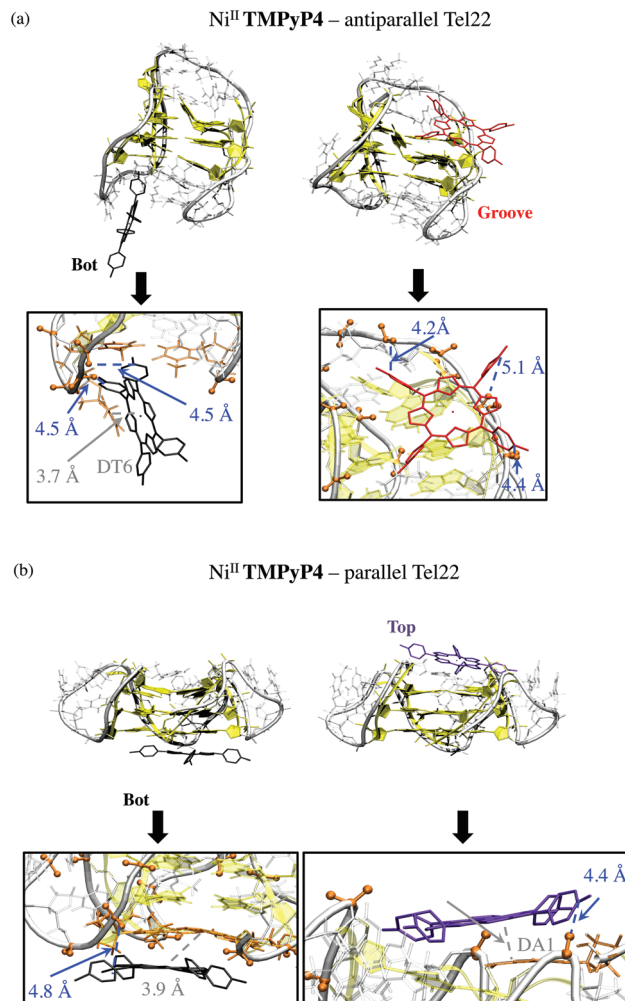 (a)
Ni^II TMPyP4 – antiparallel Tel22
Bot
Groove
4.5 Å
4.5 Å
3.7 Å
DT6
4.2Å
5.1 Å
4.4 Å
(b)
Ni^II TMPyP4 – parallel Tel22
Top
Bot
4.8 Å
3.9 Å
4.4 Å
DA1